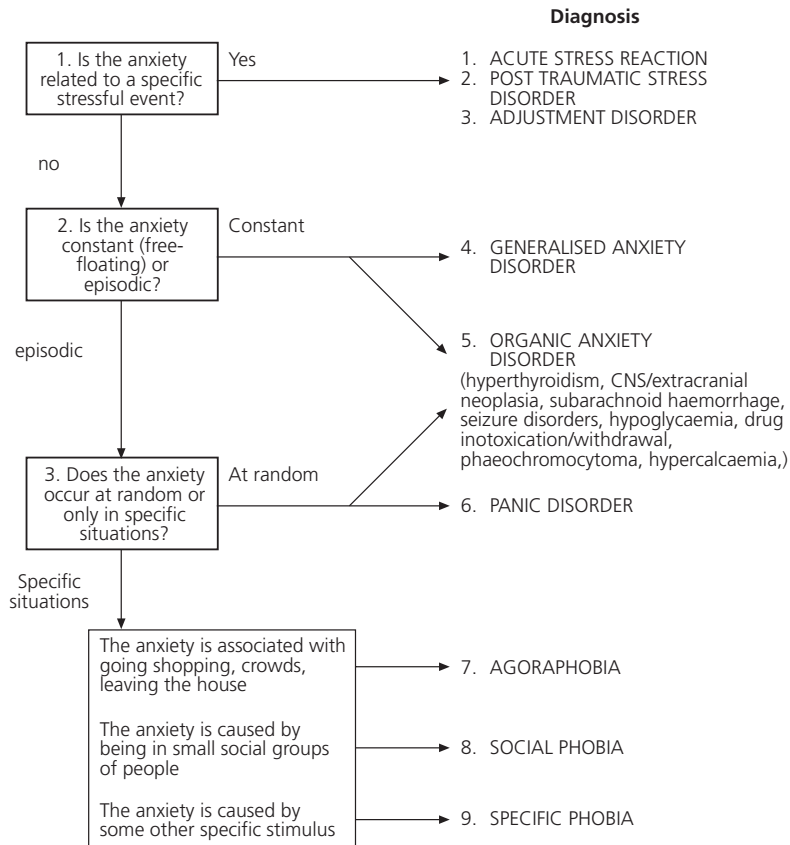 Diagnosis
1. Is the anxiety
related to a specific
stressful event?
Yes
1. ACUTE STRESS REACTION
2. POST TRAUMATIC STRESS
DISORDER
3. ADJUSTMENT DISORDER
no
2. Is the anxiety
constant (free-
floating) or
episodic?
Constant
4. GENERALISED ANXIETY
DISORDER
episodic
5. ORGANIC ANXIETY
DISORDER
(hyperthyroidism, CNS/extracranial
neoplasia, subarachnoid haemorrhage,
seizure disorders, hypoglycaemia, drug
inotoxication/withdrawal,
phaeochromocytoma, hypercalcaemia,)
3. Does the anxiety
occur at random or
only in specific
situations?
At random
6. PANIC DISORDER
Specific
situations
The anxiety is associated with
going shopping, crowds,
leaving the house
7. AGORAPHOBIA
The anxiety is caused by
being in small social groups
of people
8. SOCIAL PHOBIA
The anxiety is caused by
some other specific stimulus
9. SPECIFIC PHOBIA